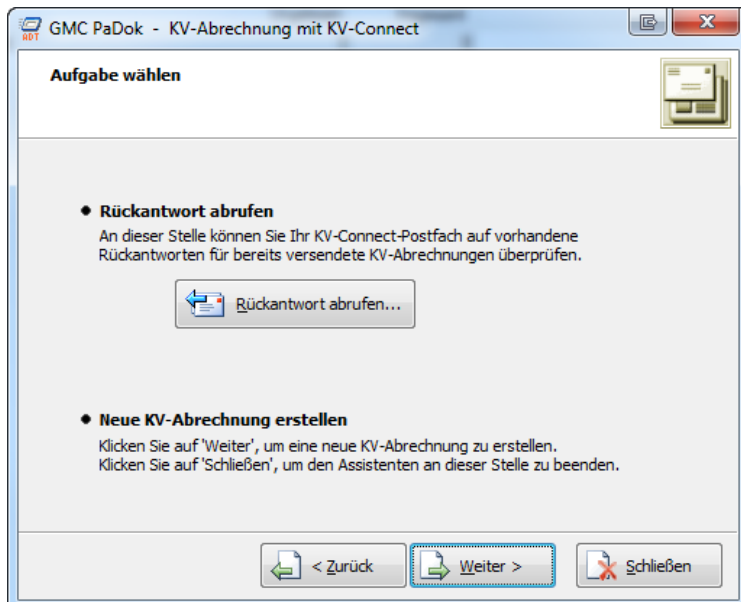 ADT GMC PaDok - KV-Abrechnung mit KV-Connect
Aufgabe wählen
Rückantwort abrufen
An dieser Stelle können Sie Ihr KV-Connect-Postfach auf vorhandene
Rückantworten für bereits versendete KV-Abrechnungen überprüfen.
Rückantwort abrufen...
Neue KV-Abrechnung erstellen
Klicken Sie auf 'Weiter', um eine neue KV-Abrechnung zu erstellen.
Klicken Sie auf 'Schließen', um den Assistenten an dieser Stelle zu beenden.
< Zurück
Weiter >
Schließen